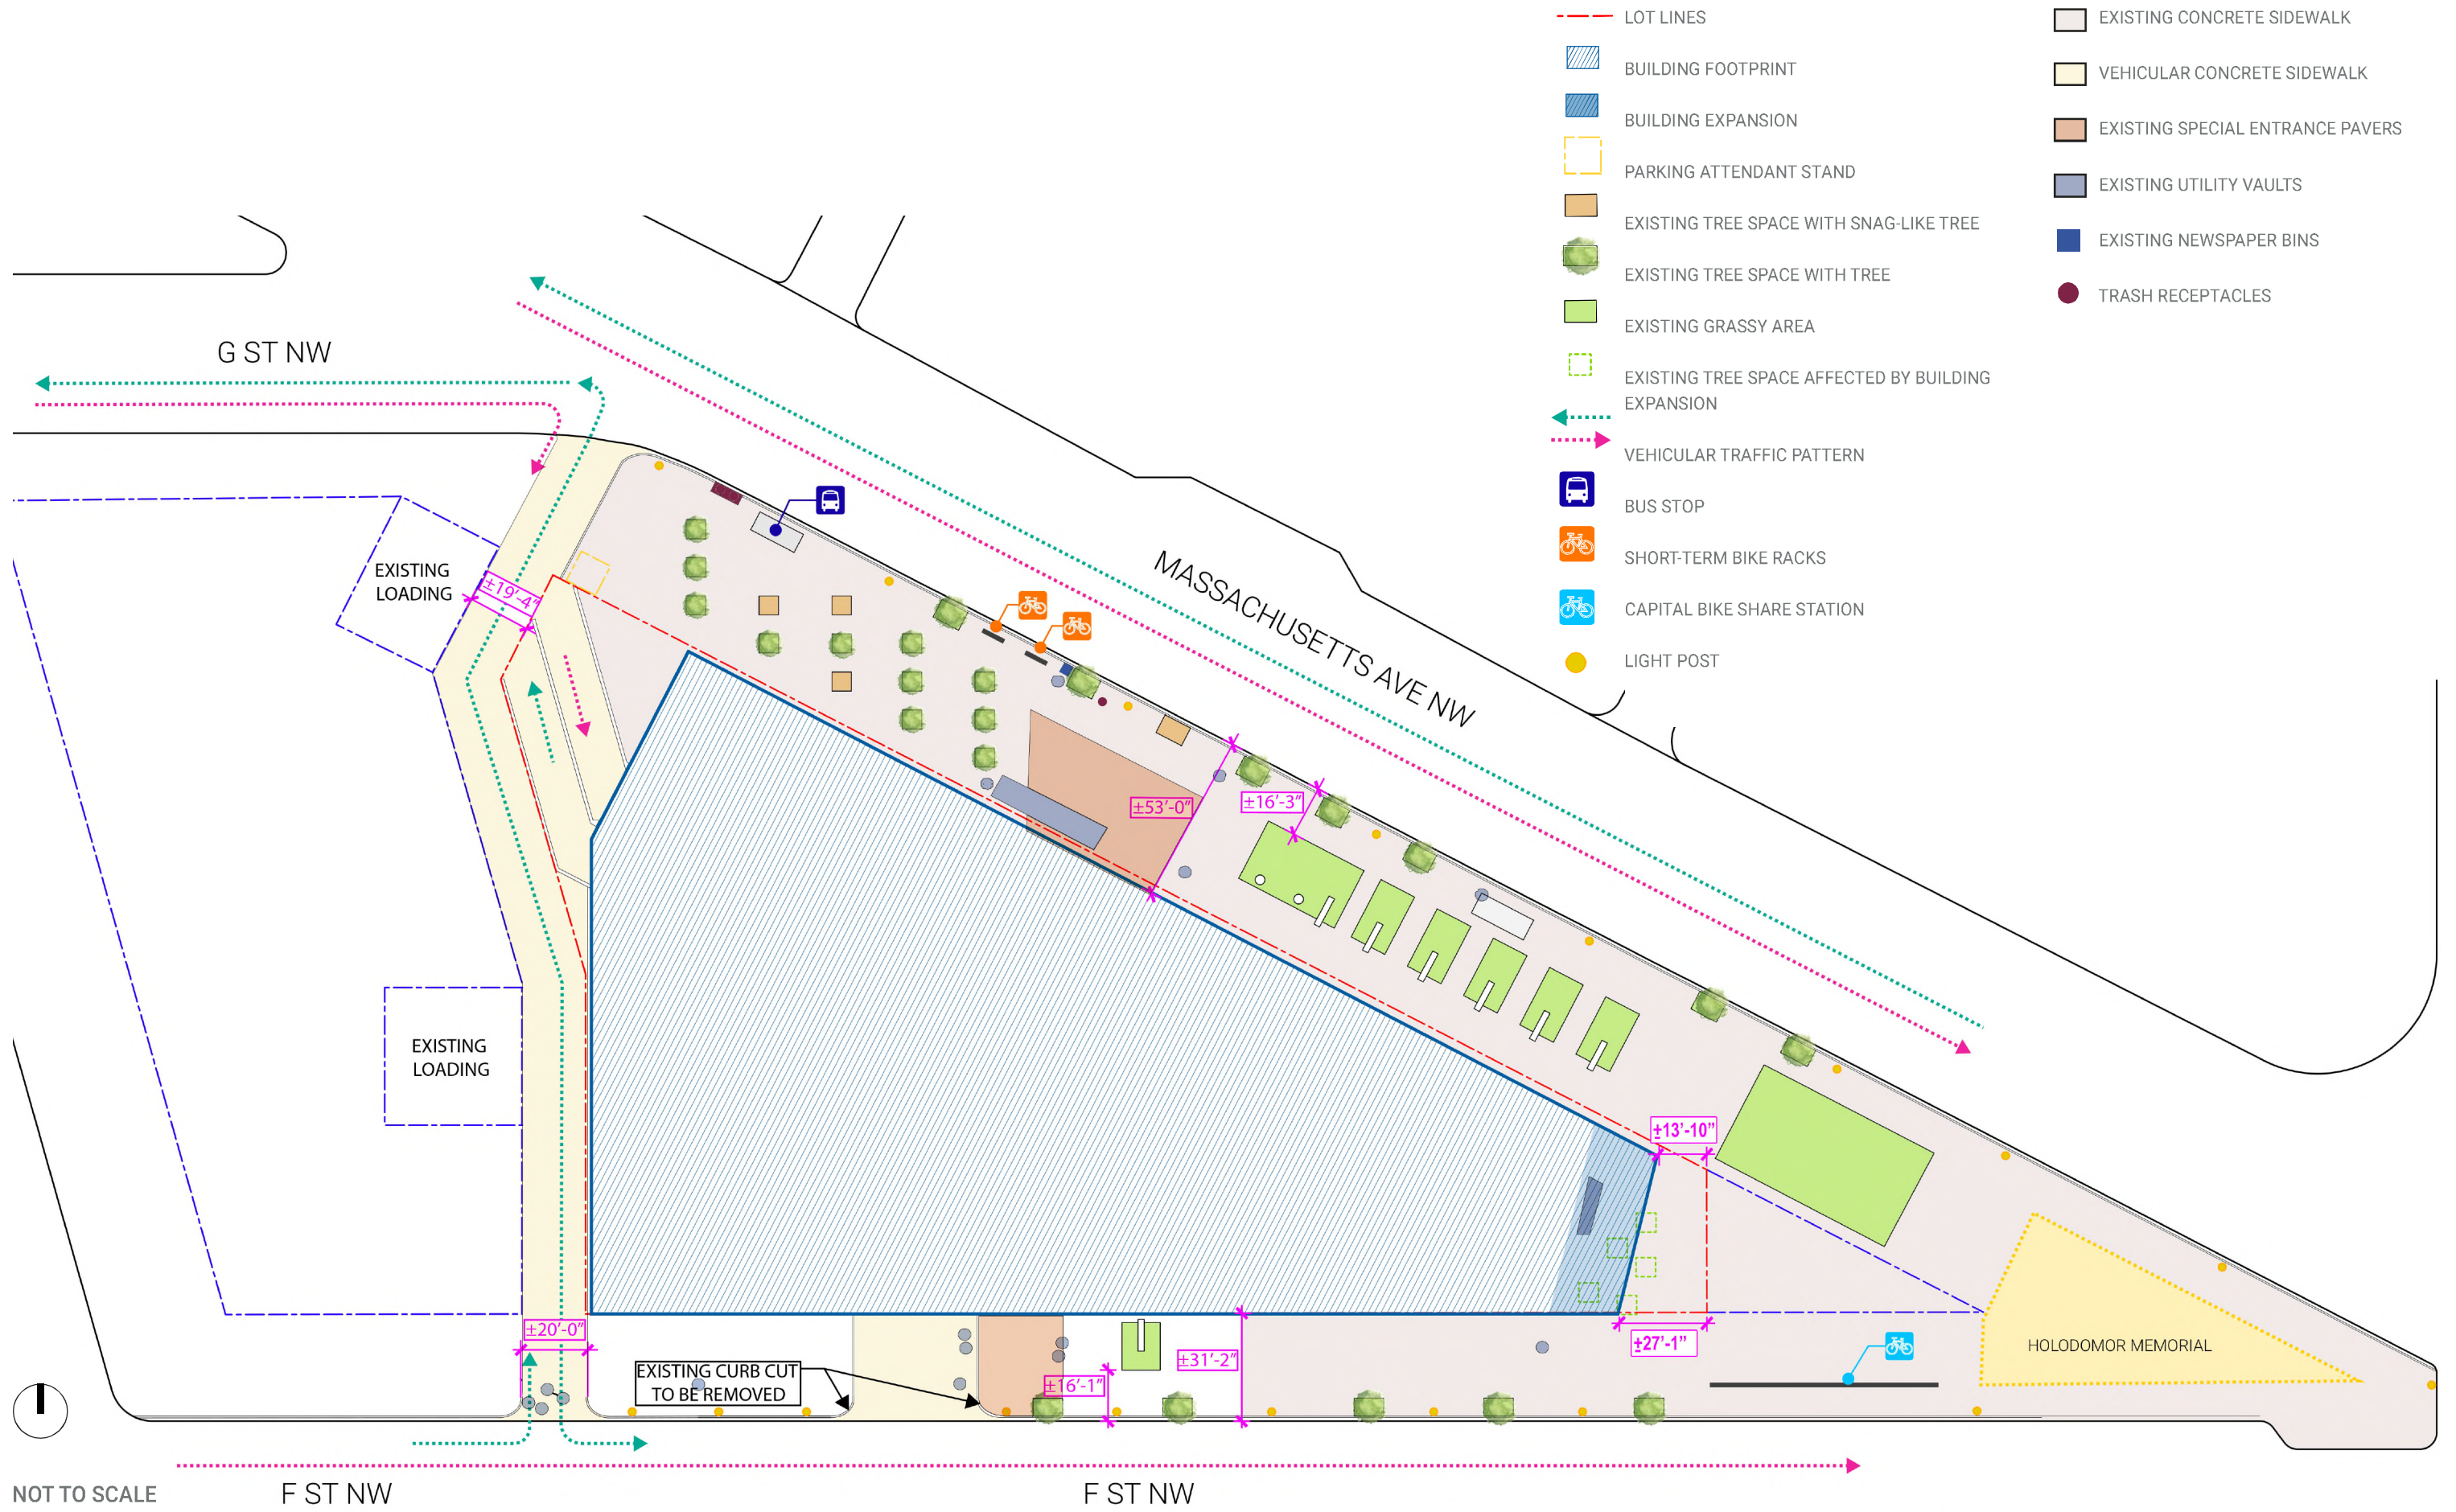 LOT LINES
BUILDING FOOTPRINT
BUILDING EXPANSION
PARKING ATTENDANT STAND
EXISTING TREE SPACE WITH SNAG-LIKE TREE
EXISTING TREE SPACE WITH TREE
EXISTING GRASSY AREA
EXISTING TREE SPACE AFFECTED BY BUILDING
EXPANSION
VEHICULAR TRAFFIC PATTERN
BUS STOP
SHORT-TERM BIKE RACKS
CAPITAL BIKE SHARE STATION
LIGHT POST
EXISTING CONCRETE SIDEWALK
VEHICULAR CONCRETE SIDEWALK
EXISTING SPECIAL ENTRANCE PAVERS
EXISTING UTILITY VAULTS
EXISTING NEWSPAPER BINS
TRASH RECEPTACLES
G ST NW
MASSACHUSETTS AVE NW
EXISTING
LOADING
±19'-4"
±53'-0"
±16'-3"
EXISTING
LOADING
±13'-10"
±20'-0"
EXISTING CURB CUT
TO BE REMOVED
±16'-1"
±31'-2"
±27'-1"
HOLODOMOR MEMORIAL
NOT TO SCALE
F ST NW
F ST NW